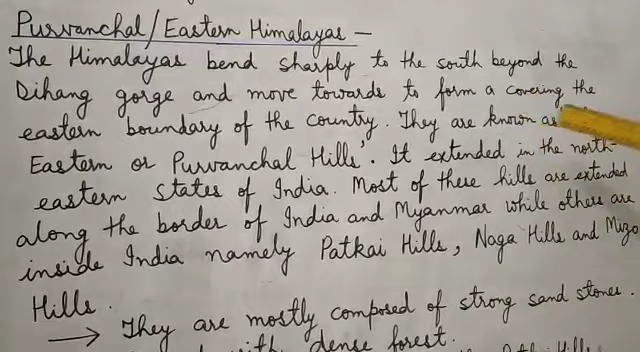 Purvanchal/Eastern Himalayas —
The Himalayas bend sharply to the south beyond the
Dihang gorge and move towards to form a covering the
eastern boundary of the country. They are known as
Eastern or Purvanchal Hills'. It extended in the north-
eastern states of India. Most of these hills are extended
along the border of India and Myanmar while others are
inside India namely Patkai Hills, Naga Hills and Mizo
Hills.
→ They are mostly composed of strong sand stones.
with dense forest.
Hills